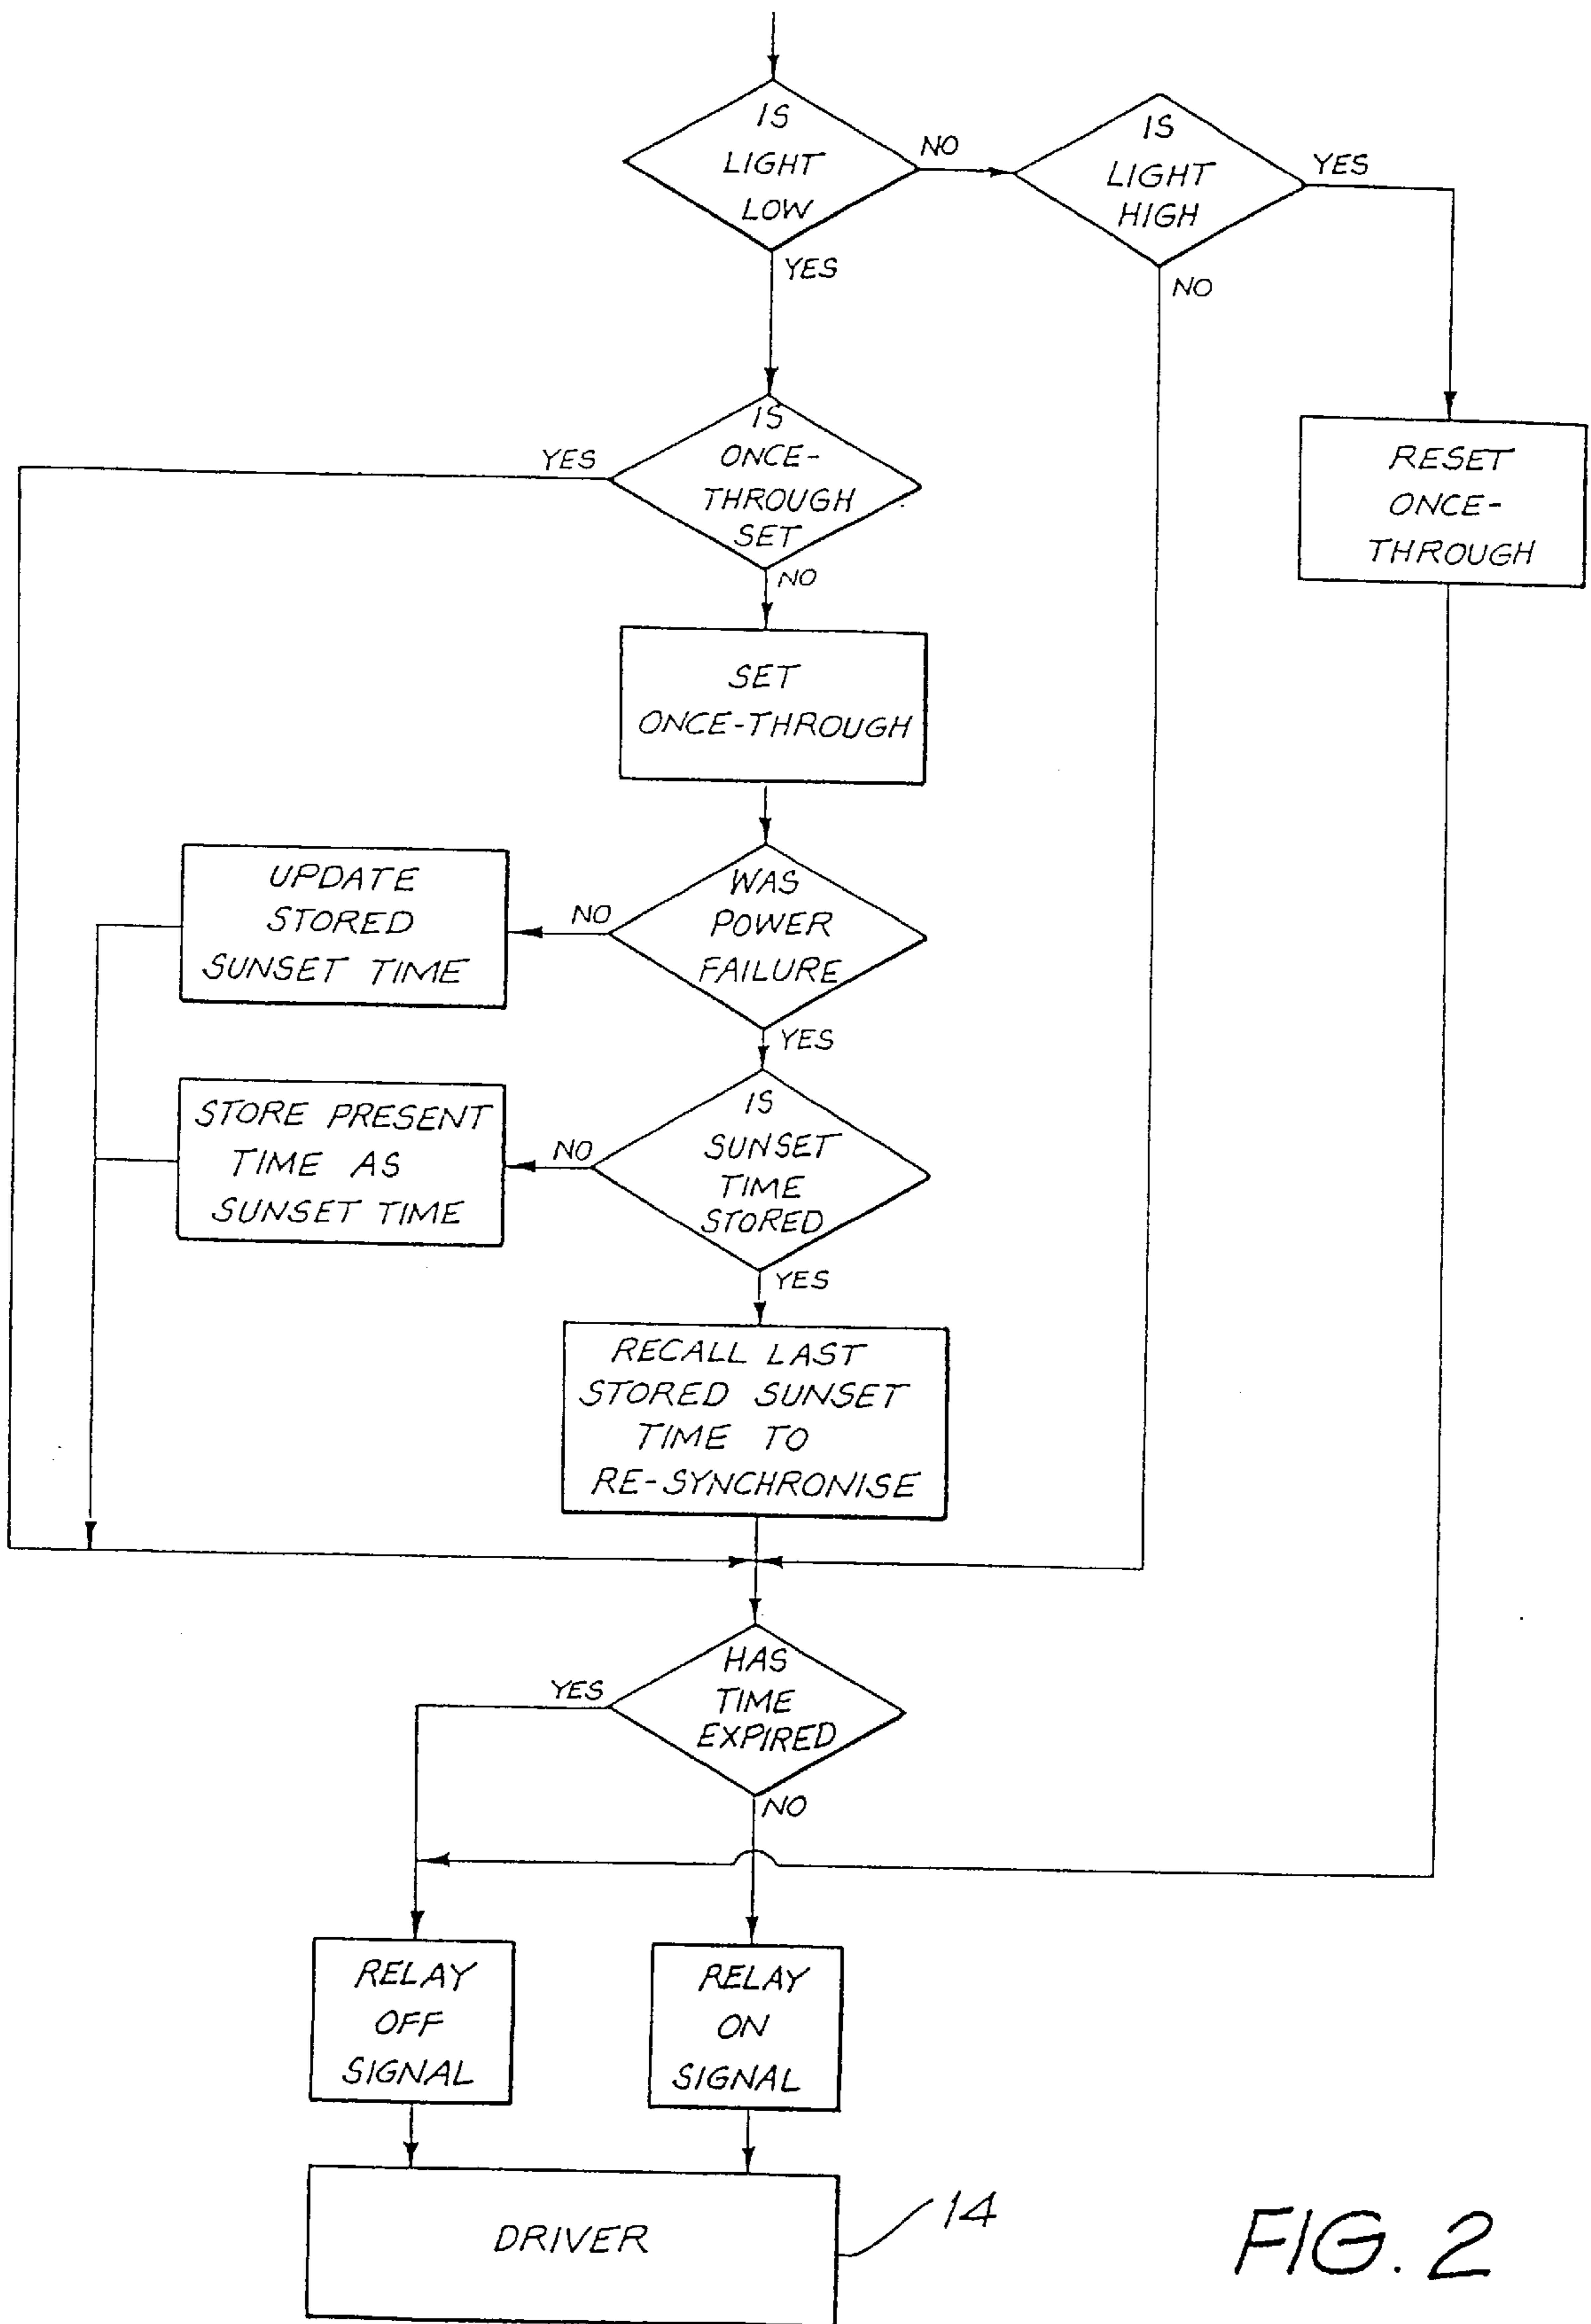 IS
LIGHT
LOW
NO
YES
IS
LIGHT
HIGH
YES
NO
RESET
ONCE-
THROUGH
IS
ONCE-
THROUGH
SET
YES
NO
SET
ONCE-THROUGH
WAS
POWER
FAILURE
NO
YES
UPDATE
STORED
SUNSET TIME
IS
SUNSET
TIME
STORED
NO
YES
STORE PRESENT
TIME AS
SUNSET TIME
RECALL LAST
STORED SUNSET
TIME TO
RE-SYNCHRONISE
HAS
TIME
EXPIRED
YES
NO
RELAY
OFF
SIGNAL
RELAY
ON
SIGNAL
DRIVER
14
FIG. 2